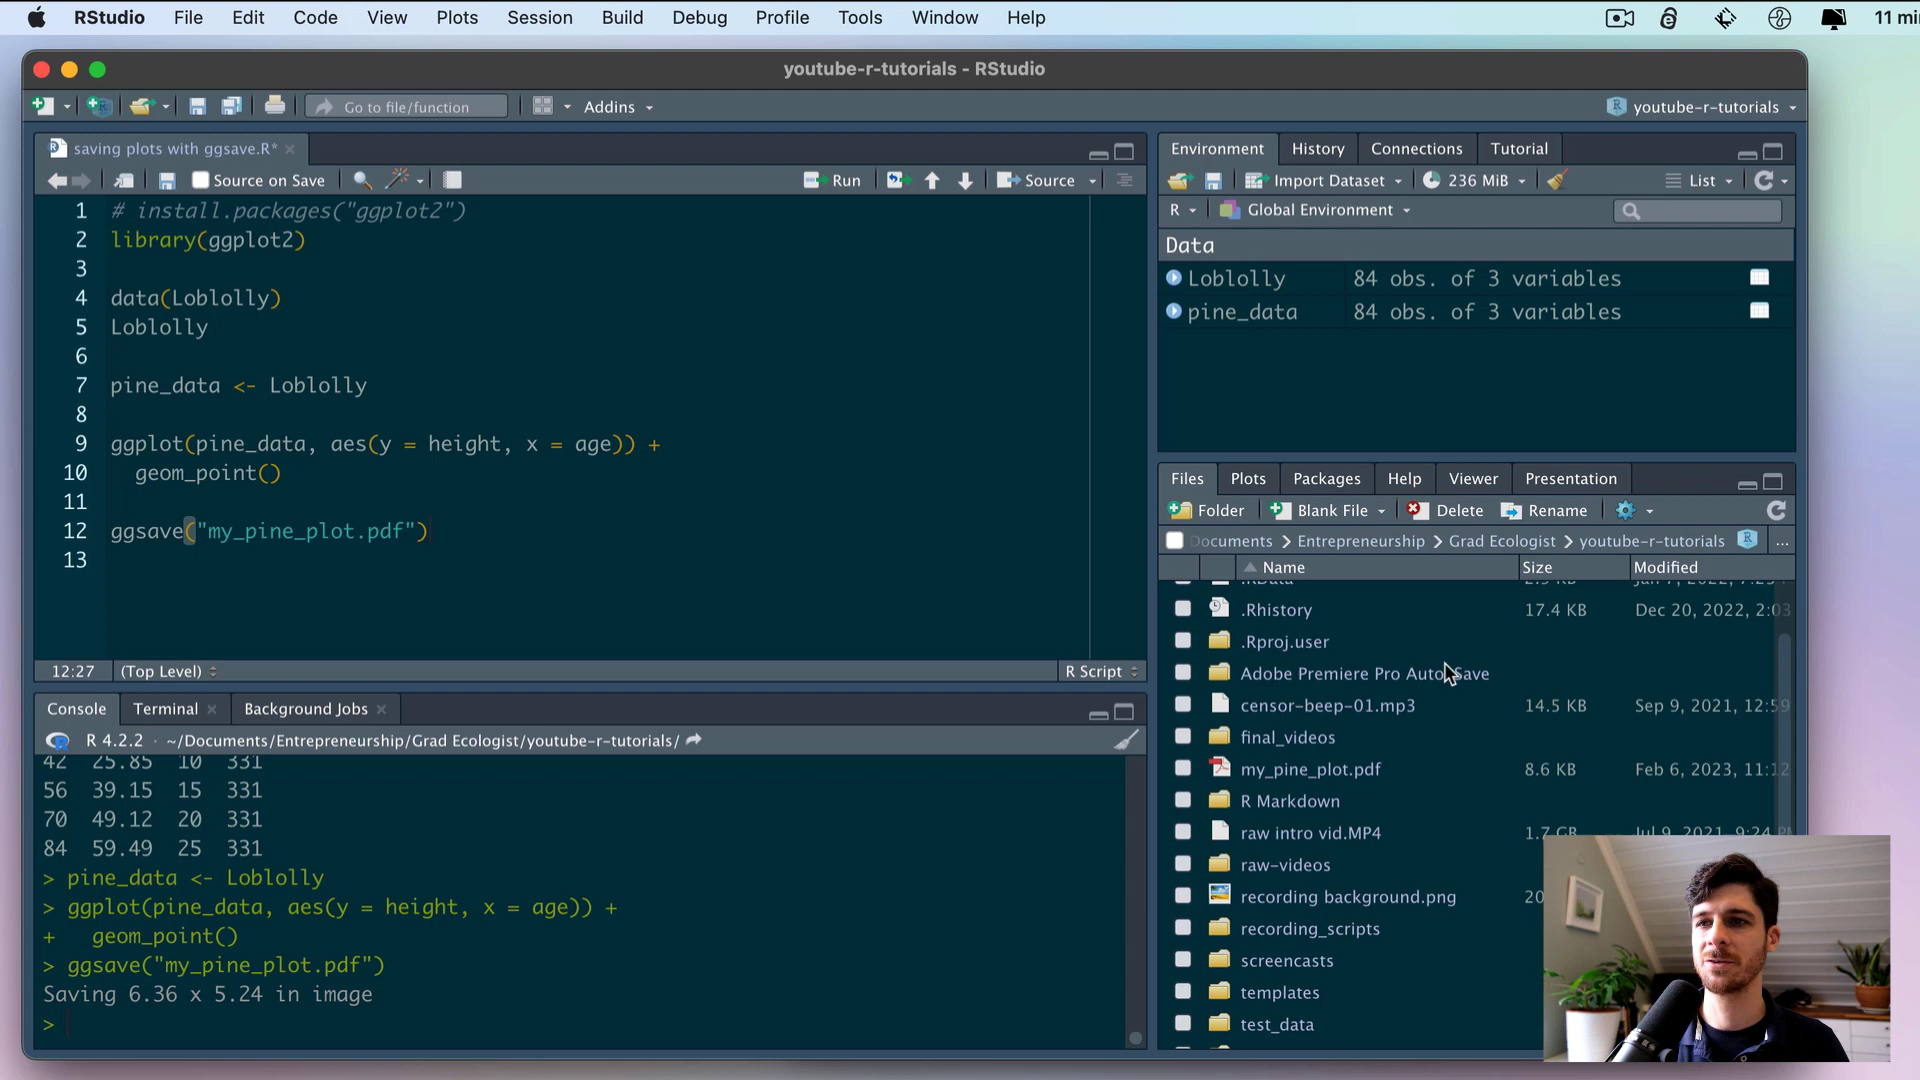 RStudio File Edit Code View Plots Session Build Debug Profile Tools Window Help
youtube-r-tutorials - RStudio
Go to file/function
Addins
youtube-r-tutorials
saving plots with ggsave.R*
Source on Save
Run
Source
1 # install.packages("ggplot2")
2 library(ggplot2)
3
4 data(Loblolly)
5 Loblolly
6
7 pine_data <- Loblolly
8
9 ggplot(pine_data, aes(y = height, x = age)) +
10 geom_point()
11
12 ggsave("my_pine_plot.pdf")
13
12:27 (Top Level) R Script
Console Terminal Background Jobs
R 4.2.2 · ~/Documents/Entrepreneurship/Grad Ecologist/youtube-r-tutorials/
42 25.85 10 331
56 39.15 15 331
70 49.12 20 331
84 59.49 25 331
> pine_data <- Loblolly
> ggplot(pine_data, aes(y = height, x = age)) +
+ geom_point()
> ggsave("my_pine_plot.pdf")
Saving 6.36 x 5.24 in image
>
Environment History Connections Tutorial
Import Dataset 236 MiB List
R Global Environment
Data
Loblolly 84 obs. of 3 variables
pine_data 84 obs. of 3 variables
Files Plots Packages Help Viewer Presentation
Folder Blank File Delete Rename
Documents Entrepreneurship Grad Ecologist youtube-r-tutorials ...
Name Size Modified
.Rhistory 17.4 KB Dec 20, 2022, 2:03
.Rproj.user
Adobe Premiere Pro Auto-Save
censor-beep-01.mp3 14.5 KB Sep 9, 2021, 12:59
final_videos
my_pine_plot.pdf 8.6 KB Feb 6, 2023, 11:12
R Markdown
raw intro vid.MP4 1.7 GB Jul 9, 2021, 9:24
raw-videos
recording background.png 20
recording_scripts
screencasts
templates
test_data